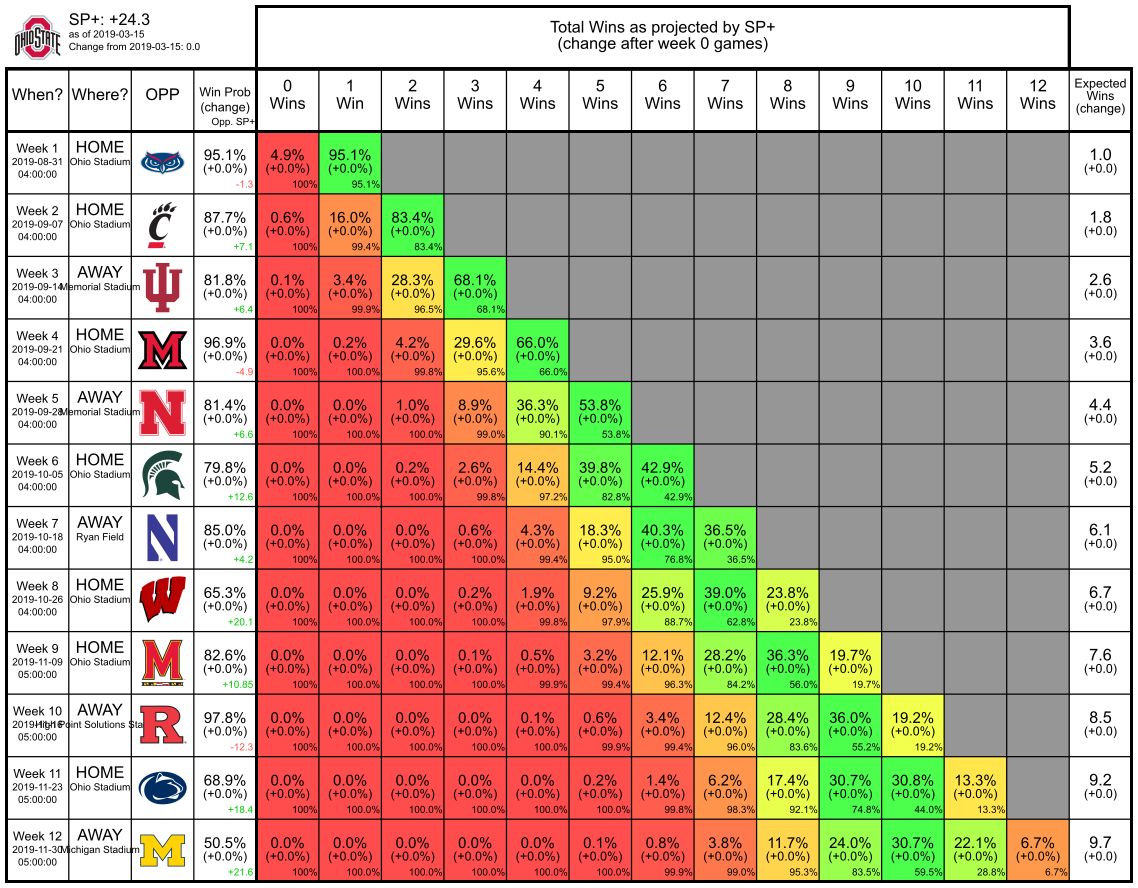 OHIO STATE
SP+: +24.3
as of 2019-03-15
Change from 2019-03-15: 0.0
Total Wins as projected by SP+
(change after week 0 games)
When? Where? OPP Win Prob (change) Opp. SP+ 0 Wins 1 Win 2 Wins 3 Wins 4 Wins 5 Wins 6 Wins 7 Wins 8 Wins 9 Wins 10 Wins 11 Wins 12 Wins Expected Wins (change)
Week 1 HOME 95.1% 4.9% 95.1% 1.0
2019-08-31 Ohio Stadium (+0.0%) (+0.0%) (+0.0%) (+0.0)
04:00:00 -1.3 100% 95.1%
Week 2 HOME 87.7% 0.6% 16.0% 83.4% 1.8
2019-09-07 Ohio Stadium (+0.0%) (+0.0%) (+0.0%) (+0.0%) (+0.0)
04:00:00 +7.1 100% 99.4% 83.4%
Week 3 AWAY 81.8% 0.1% 3.4% 28.3% 68.1% 2.6
2019-09-14 Memorial Stadium (+0.0%) (+0.0%) (+0.0%) (+0.0%) (+0.0%) (+0.0)
04:00:00 +6.4 100% 99.9% 96.5% 68.1%
Week 4 HOME M 96.9% 0.0% 0.2% 4.2% 29.6% 66.0% 3.6
2019-09-21 Ohio Stadium (+0.0%) (+0.0%) (+0.0%) (+0.0%) (+0.0%) (+0.0%) (+0.0)
04:00:00 -4.9 100% 100.0% 99.8% 95.6% 66.0%
Week 5 AWAY N 81.4% 0.0% 0.0% 1.0% 8.9% 36.3% 53.8% 4.4
2019-09-28 Memorial Stadium (+0.0%) (+0.0%) (+0.0%) (+0.0%) (+0.0%) (+0.0%) (+0.0%) (+0.0)
04:00:00 +6.6 100% 100.0% 100.0% 99.0% 90.1% 53.8%
Week 6 HOME 79.8% 0.0% 0.0% 0.2% 2.6% 14.4% 39.8% 42.9% 5.2
2019-10-05 Ohio Stadium (+0.0%) (+0.0%) (+0.0%) (+0.0%) (+0.0%) (+0.0%) (+0.0%) (+0.0%) (+0.0)
04:00:00 +12.6 100% 100.0% 100.0% 99.8% 97.2% 82.8% 42.9%
Week 7 AWAY N 85.0% 0.0% 0.0% 0.0% 0.6% 4.3% 18.3% 40.3% 36.5% 6.1
2019-10-18 Ryan Field (+0.0%) (+0.0%) (+0.0%) (+0.0%) (+0.0%) (+0.0%) (+0.0%) (+0.0%) (+0.0%) (+0.0)
04:00:00 +4.2 100% 100.0% 100.0% 100.0% 99.4% 95.0% 76.8% 36.5%
Week 8 HOME W 65.3% 0.0% 0.0% 0.0% 0.2% 1.9% 9.2% 25.9% 39.0% 23.8% 6.7
2019-10-26 Ohio Stadium (+0.0%) (+0.0%) (+0.0%) (+0.0%) (+0.0%) (+0.0%) (+0.0%) (+0.0%) (+0.0%) (+0.0%) (+0.0)
04:00:00 +20.1 100% 100.0% 100.0% 100.0% 99.8% 97.9% 88.7% 62.8% 23.8%
Week 9 HOME M 82.6% 0.0% 0.0% 0.0% 0.1% 0.5% 3.2% 12.1% 28.2% 36.3% 19.7% 7.6
2019-11-09 Ohio Stadium (+0.0%) (+0.0%) (+0.0%) (+0.0%) (+0.0%) (+0.0%) (+0.0%) (+0.0%) (+0.0%) (+0.0%) (+0.0%) (+0.0)
05:00:00 +10.85 100% 100.0% 100.0% 100.0% 99.9% 99.4% 96.3% 84.2% 56.0% 19.7%
Week 10 AWAY R 97.8% 0.0% 0.0% 0.0% 0.0% 0.1% 0.6% 3.4% 12.4% 28.4% 36.0% 19.2% 8.5
Point Solutions (+0.0%) (+0.0%) (+0.0%) (+0.0%) (+0.0%) (+0.0%) (+0.0%) (+0.0%) (+0.0%) (+0.0%) (+0.0%) (+0.0%) (+0.0)
05:00:00 -12.3 100% 100.0% 100.0% 100.0% 100.0% 99.9% 99.4% 96.0% 83.6% 55.2% 19.2%
Week 11 HOME 68.9% 0.0% 0.0% 0.0% 0.0% 0.0% 0.2% 1.4% 6.2% 17.4% 30.7% 30.8% 13.3% 9.2
2019-11-23 Ohio Stadium (+0.0%) (+0.0%) (+0.0%) (+0.0%) (+0.0%) (+0.0%) (+0.0%) (+0.0%) (+0.0%) (+0.0%) (+0.0%) (+0.0%) (+0.0%) (+0.0)
05:00:00 +18.4 100% 100.0% 100.0% 100.0% 100.0% 100.0% 99.8% 98.3% 92.1% 74.8% 44.0% 13.3%
Week 12 AWAY M 50.5% 0.0% 0.0% 0.0% 0.0% 0.0% 0.1% 0.8% 3.8% 11.7% 24.0% 30.7% 22.1% 6.7% 9.7
2019-11-30 Michigan Stadium (+0.0%) (+0.0%) (+0.0%) (+0.0%) (+0.0%) (+0.0%) (+0.0%) (+0.0%) (+0.0%) (+0.0%) (+0.0%) (+0.0%) (+0.0%) (+0.0%) (+0.0)
05:00:00 +21.6 100% 100.0% 100.0% 100.0% 100.0% 100.0% 99.9% 99.0% 95.3% 83.5% 59.5% 28.8% 6.7%